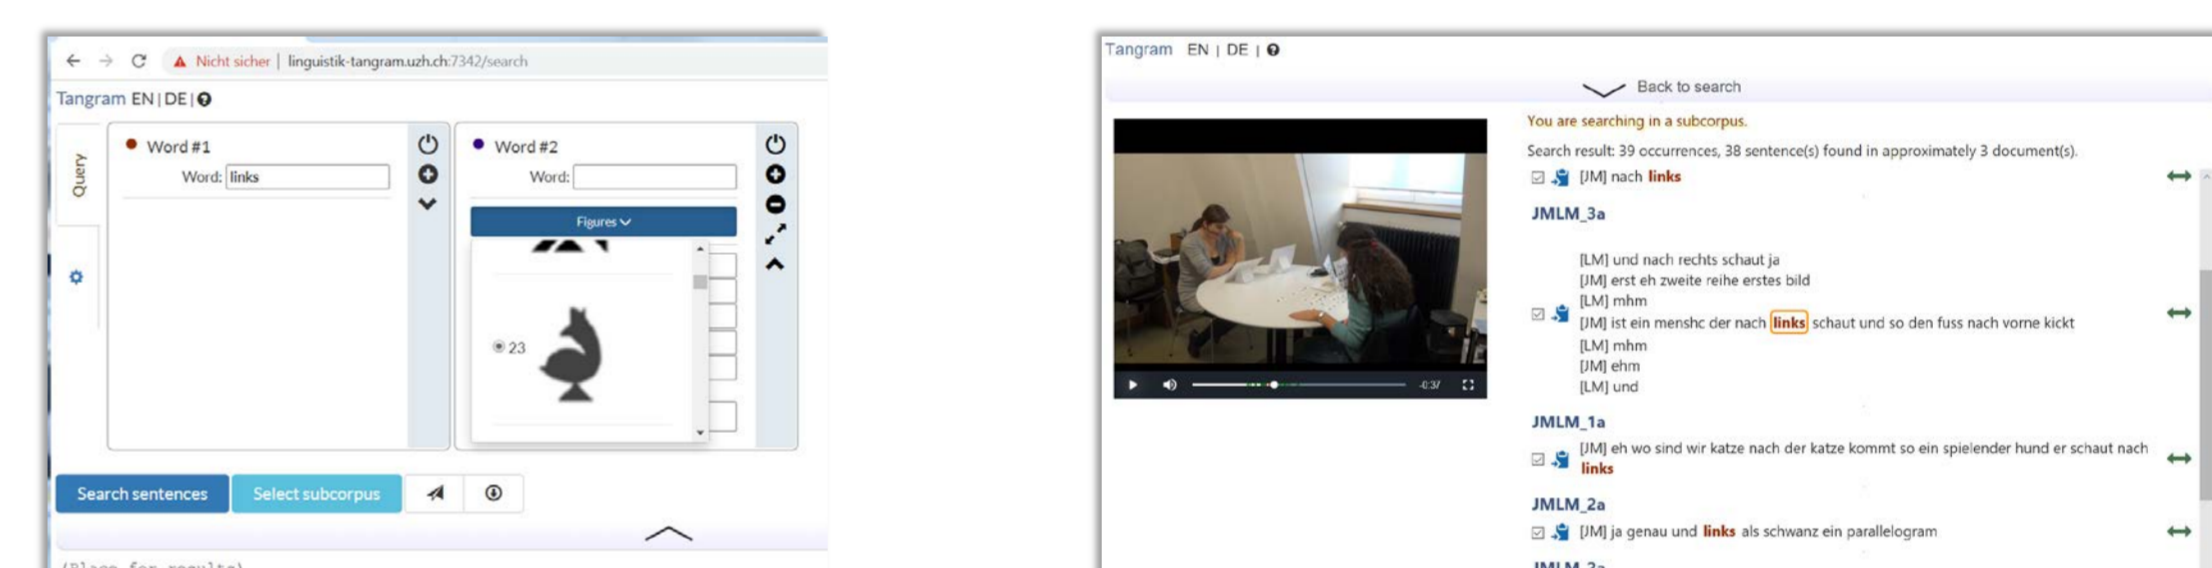 Nicht sicher | linguistik-tangram.uzh.ch:7342/search
Tangram EN | DE |
Query
Word #1
Word: links
Word #2
Word:
Figures
23
Search sentences
Select subcorpus
(Place for results)
Tangram EN | DE |
Back to search
You are searching in a subcorpus.
Search result: 39 occurrences, 38 sentence(s) found in approximately 3 document(s).
[JM] nach links
JMLM_3a
[LM] und nach rechts schaut ja
[JM] erst eh zweite reihe erstes bild
[LM] mhm
[JM] ist ein menshc der nach links schaut und so den fuss nach vorne kickt
[LM] mhm
[JM] ehm
[LM] und
JMLM_1a
[JM] eh wo sind wir katze nach der katze kommt so ein spielender hund er schaut nach
links
JMLM_2a
[JM] ja genau und links als schwanz ein parallelogram
-0:37